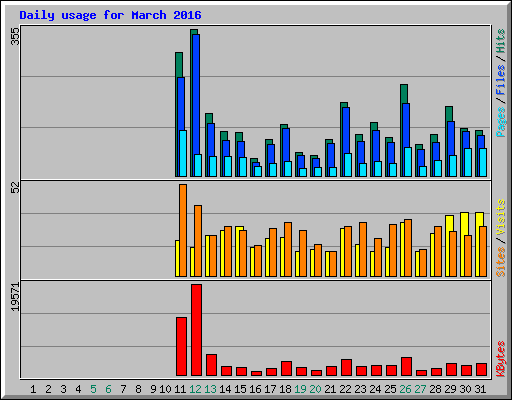 Daily usage for March 2016
355
Pages / Files / Hits
52
Sites / Visits
19571
KBytes
1 2 3 4 5 6 7 8 9 10 11 12 13 14 15 16 17 18 19 20 21 22 23 24 25 26 27 28 29 30 31